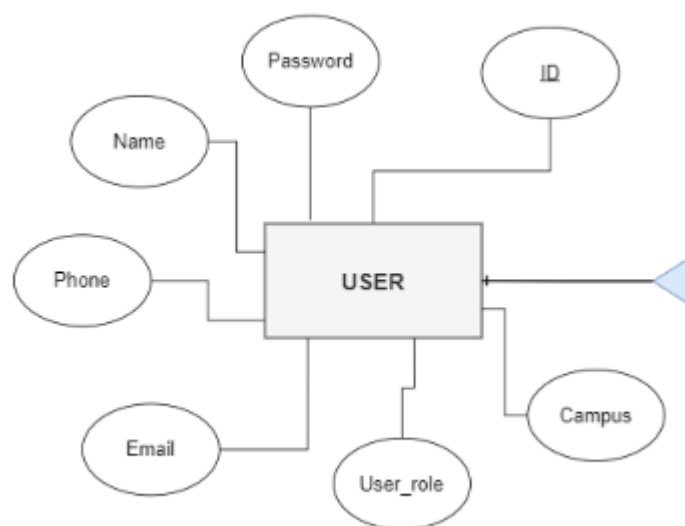 Password
ID
Name
Phone
USER
Campus
Email
User_role